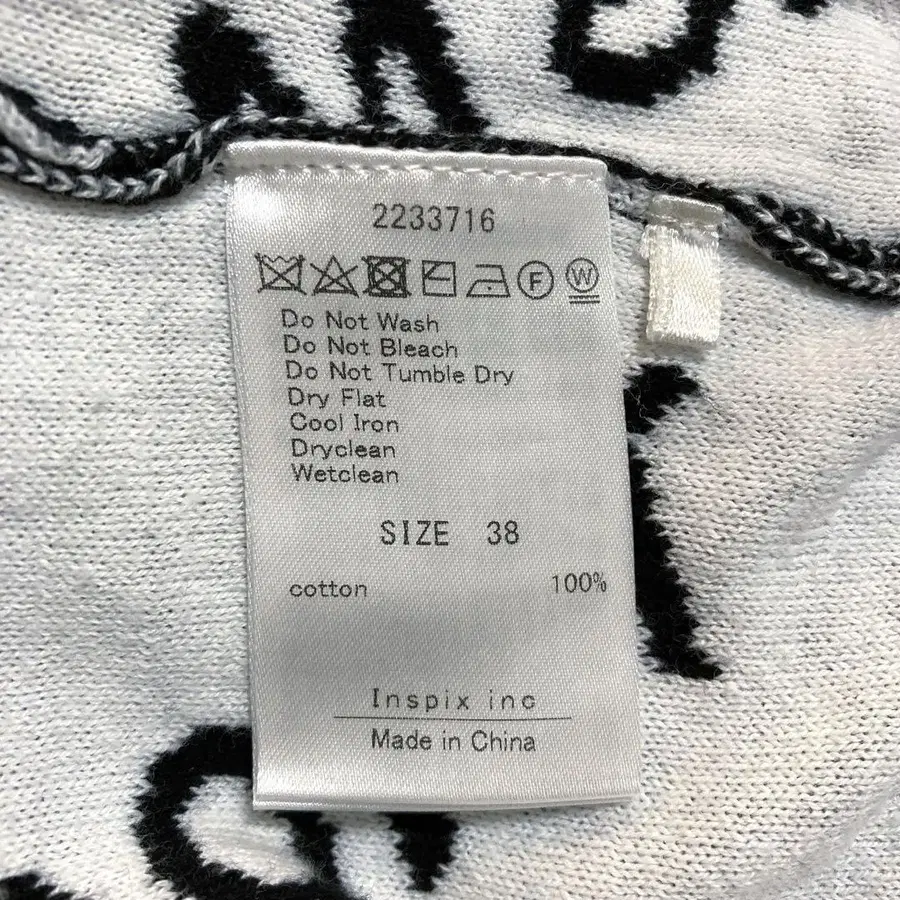 2233716
F W
Do Not Wash
Do Not Bleach
Do Not Tumble Dry
Dry Flat
Cool Iron
Dryclean
Wetclean
SIZE 38
cotton 100%
Inspix inc
Made in China